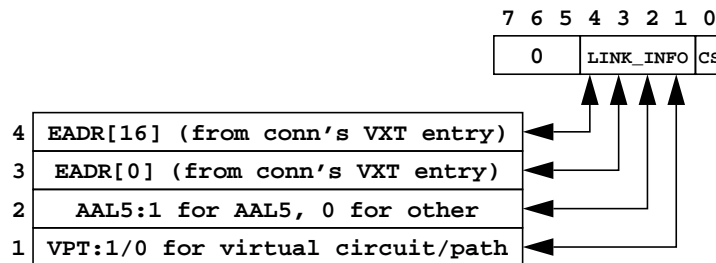 7 6 5 4 3 2 1 0
0 LINK_INFO CS
4 EADR[16] (from conn's VXT entry)
3 EADR[0] (from conn's VXT entry)
2 AAL5:1 for AAL5, 0 for other
1 VPT:1/0 for virtual circuit/path